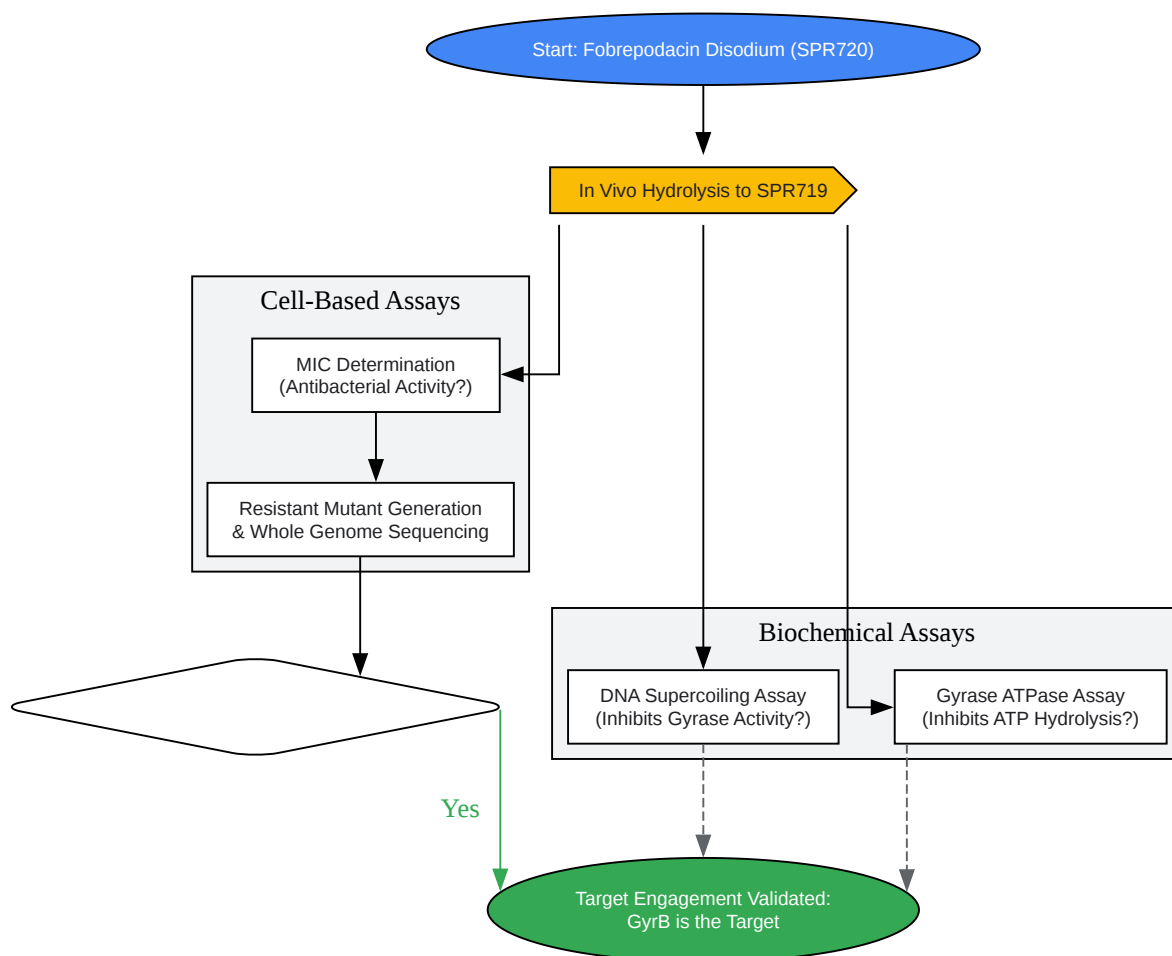 Start: Fobrepodacin Disodium (SPR720)
In Vivo Hydrolysis to SPR719
Cell-Based Assays
MIC Determination
(Antibacterial Activity?)
Resistant Mutant Generation
& Whole Genome Sequencing
Biochemical Assays
DNA Supercoiling Assay
(Inhibits Gyrase Activity?)
Gyrase ATPase Assay
(Inhibits ATP Hydrolysis?)
Yes
Target Engagement Validated:
GyrB is the Target